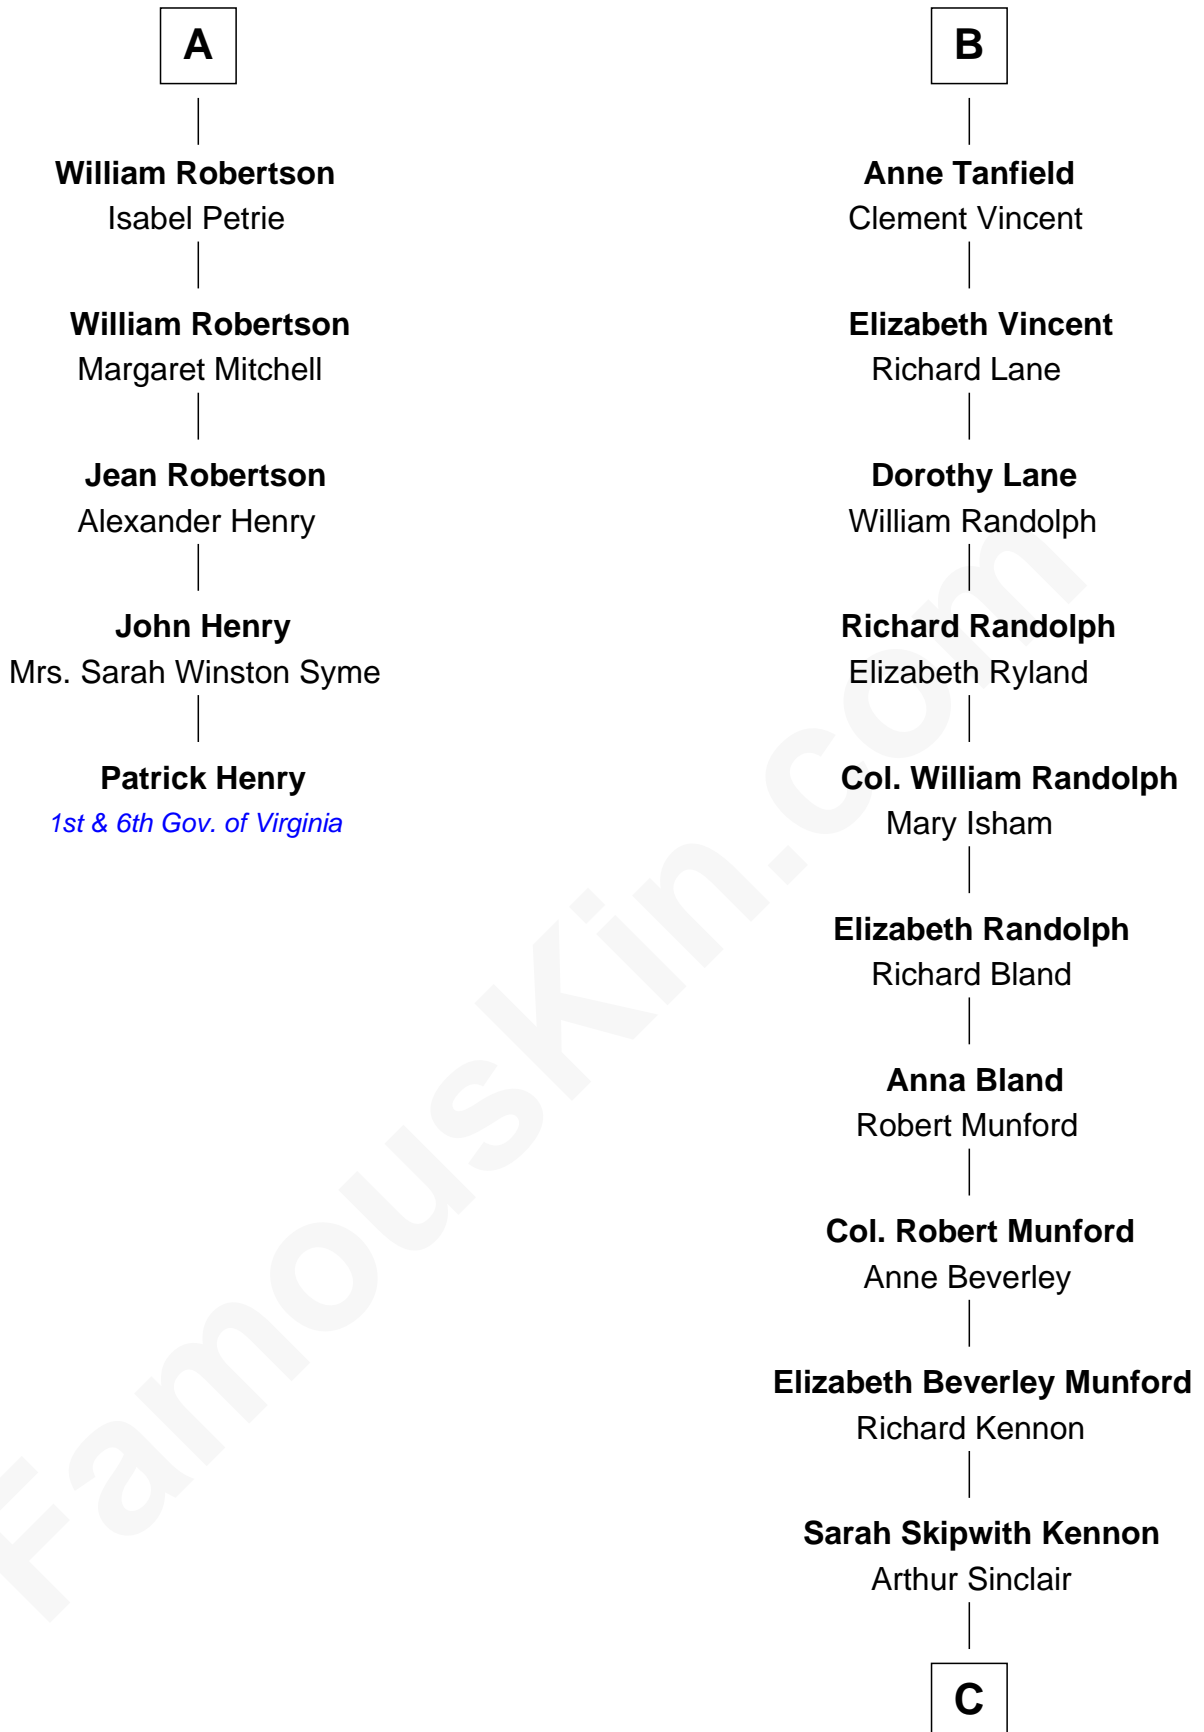 A
William Robertson
Isabel Petrie
William Robertson
Margaret Mitchell
Jean Robertson
Alexander Henry
John Henry
Mrs. Sarah Winston Syme
Patrick Henry
1st & 6th Gov. of Virginia
B
Anne Tanfield
Clement Vincent
Elizabeth Vincent
Richard Lane
Dorothy Lane
William Randolph
Richard Randolph
Elizabeth Ryland
Col. William Randolph
Mary Isham
Elizabeth Randolph
Richard Bland
Anna Bland
Robert Munford
Col. Robert Munford
Anne Beverley
Elizabeth Beverley Munford
Richard Kennon
Sarah Skipwith Kennon
Arthur Sinclair
C
FamousKin.com